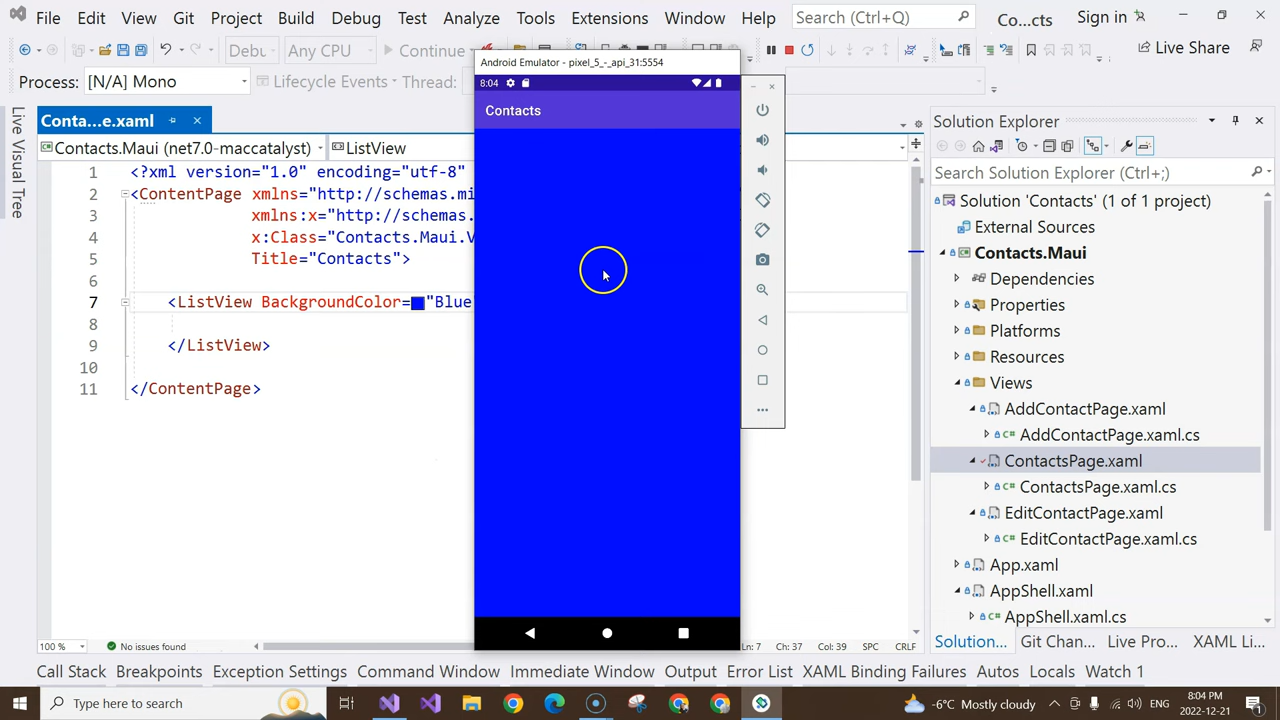 File Edit View Git Project Build Debug Test Analyze Tools Extensions Window Help Search (Ctrl+Q) Co...cts Sign in
Debu Any CPU Continue Live Share
Process: [N/A] Mono Lifecycle Events Thread:
Android Emulator - pixel_5_-_api_31:5554
8:04
Contacts
Live Visual Tree
Conta...e.xaml
Contacts.Maui (net7.0-maccatalyst) ListView
1 <?xml version="1.0" encoding="utf-8"
2 <ContentPage xmlns="http://schemas.mi
3 xmlns:x="http://schemas.
4 x:Class="Contacts.Maui.V
5 Title="Contacts">
6
7 <ListView BackgroundColor="Blue
8
9 </ListView>
10
11 </ContentPage>
100 % No issues found Ln: 7 Ch: 37 Col: 39 SPC CRLF
Solution Explorer
Search Solution Explorer (Ctrl+;)
Solution 'Contacts' (1 of 1 project)
External Sources
Contacts.Maui
Dependencies
Properties
Platforms
Resources
Views
AddContactPage.xaml
C# AddContactPage.xaml.cs
ContactsPage.xaml
C# ContactsPage.xaml.cs
EditContactPage.xaml
C# EditContactPage.xaml.cs
App.xaml
AppShell.xaml
C# AppShell.xaml.cs
Solution... Git Chan... Live Pro... XAML Li...
Call Stack Breakpoints Exception Settings Command Window Immediate Window Output Error List XAML Binding Failures Autos Locals Watch 1
Type here to search -6°C Mostly cloudy ENG 8:04 PM 2022-12-21